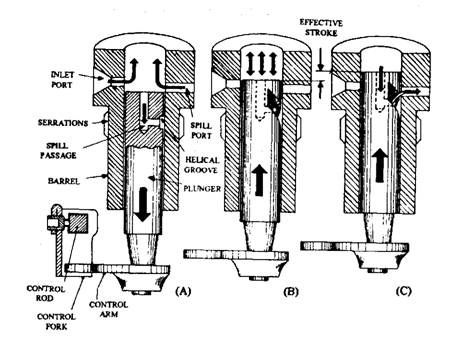 EFFECTIVE
STROKE
INLET
PORT
SPILL
PORT
SERRATIONS
SPILL
PASSAGE
HELICAL
GROOVE
BARREL
PLUNGER
CONTROL
ROD
CONTROL
FORK
CONTROL
ARM
(A)
(B)
(C)